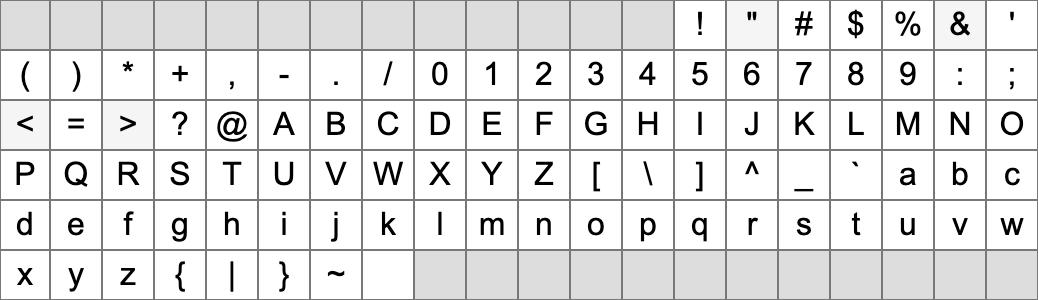 ! " # $ % & '
( ) * + , - . / 0 1 2 3 4 5 6 7 8 9 : ;
< = > ? @ A B C D E F G H I J K L M N O
P Q R S T U V W X Y Z [ \ ] ^ _ ` a b c
d e f g h i j k l m n o p q r s t u v w
x y z { | } ~